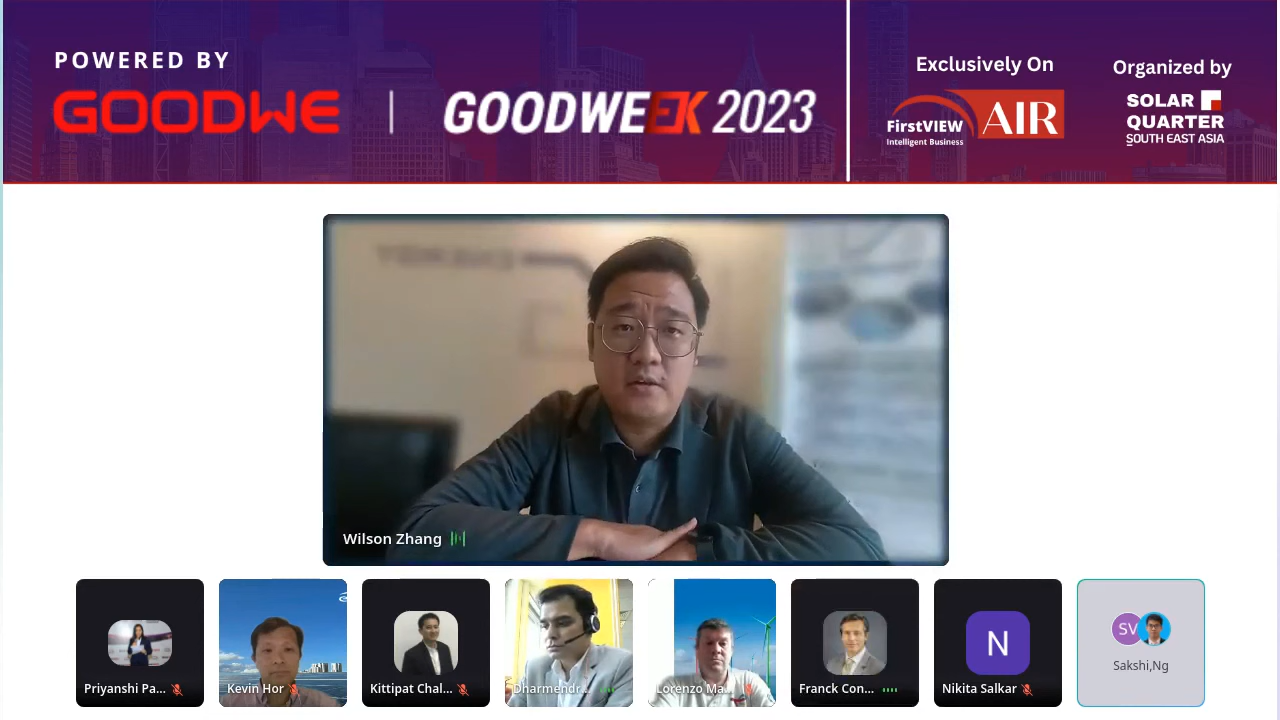 POWERED BY
GOODWE
GOODWEEK 2023
Exclusively On
FirstVIEW
Intelligent Business
AIR
Organized by
SOLAR
QUARTER
SOUTH EAST ASIA
Wilson Zhang
Priyanshi Pa...
Kevin Hor
Kittipat Chal...
Dharmendr...
Lorenzo Ma...
Franck Con...
N
Nikita Salkar
SV
Sakshi,Ng